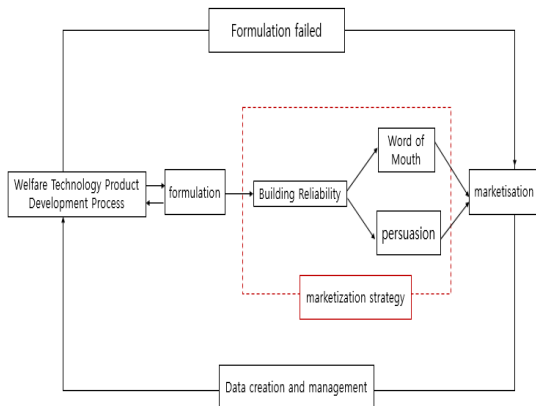 Formulation failed
Welfare Technology Product
Development Process
formulation
Building Reliability
Word of
Mouth
persuasion
marketisation
marketization strategy
Data creation and management